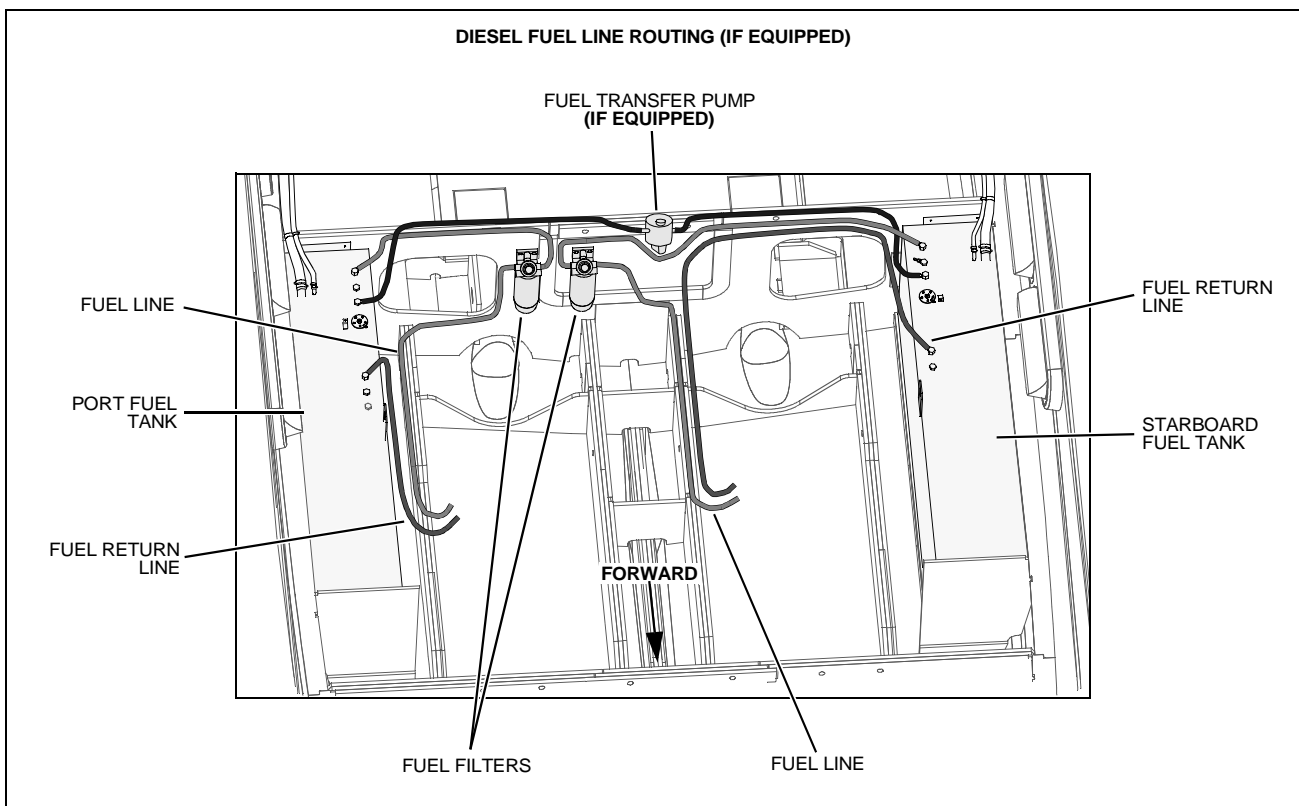 DIESEL FUEL LINE ROUTING (IF EQUIPPED)
FUEL TRANSFER PUMP
(IF EQUIPPED)
FUEL LINE
FUEL RETURN
LINE
PORT FUEL
TANK
STARBOARD
FUEL TANK
FUEL RETURN
LINE
FORWARD
FUEL FILTERS
FUEL LINE